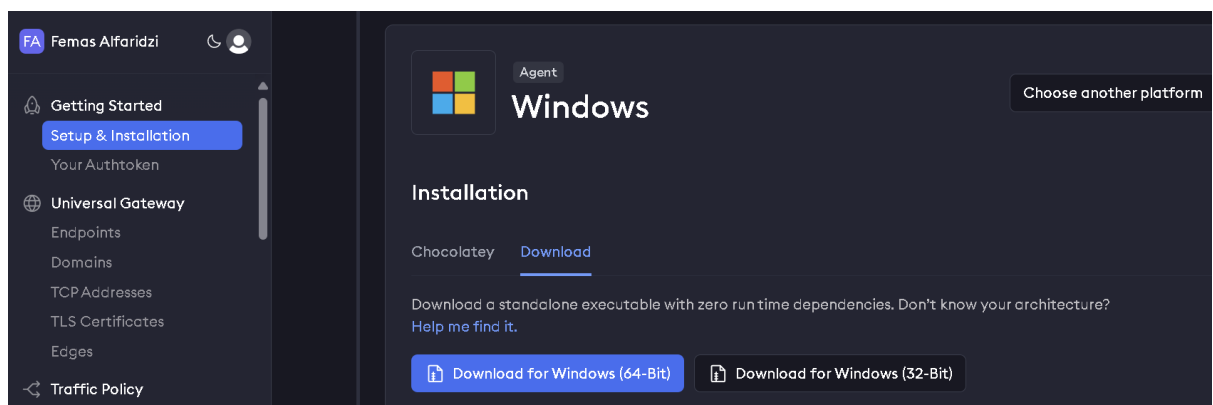 FA Femas Alfaridzi
Getting Started
Setup & Installation
Your Authtoken
Universal Gateway
Endpoints
Domains
TCP Addresses
TLS Certificates
Edges
Traffic Policy
Agent
Windows
Choose another platform
Installation
Chocolatey Download
Download a standalone executable with zero run time dependencies. Don't know your architecture?
Help me find it.
Download for Windows (64-Bit) Download for Windows (32-Bit)